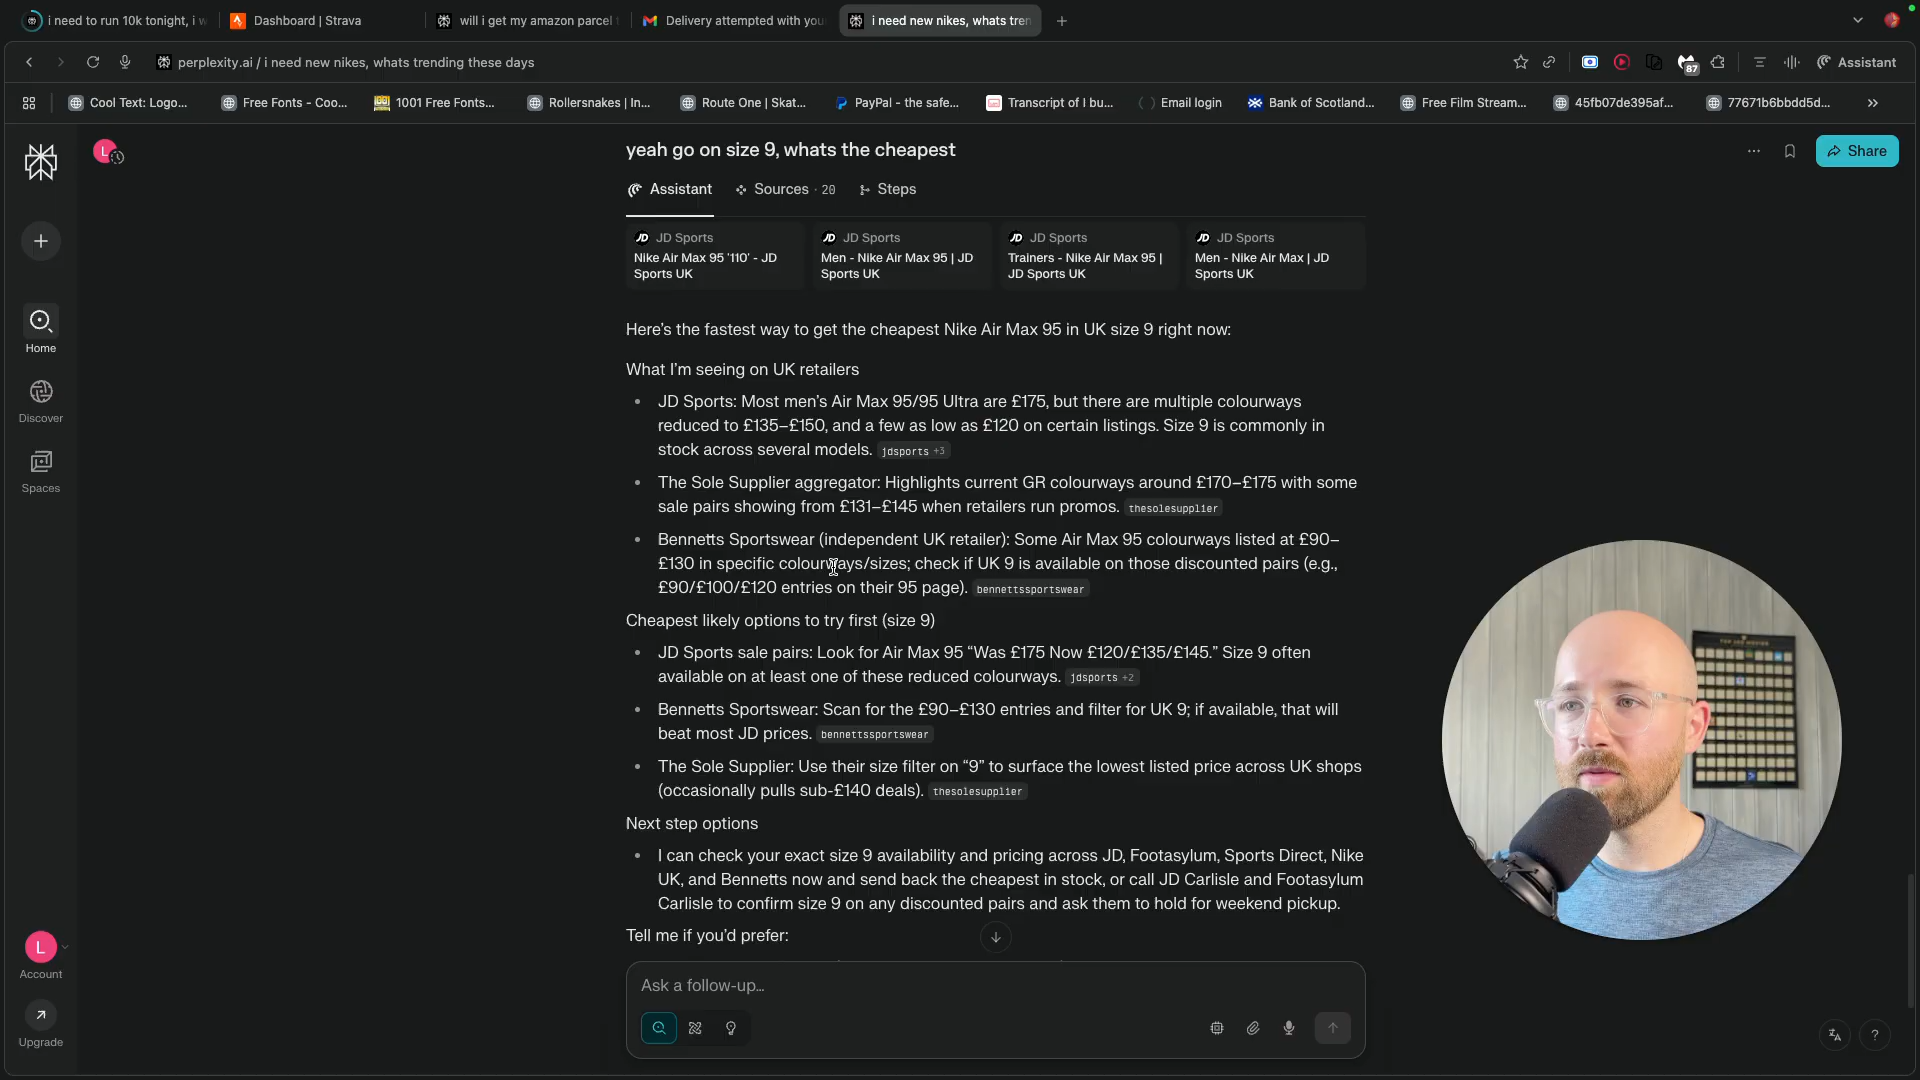 i need to run 10k tonight, i w
Dashboard | Strava
will i get my amazon parcel t
Delivery attempted with you
i need new nikes, whats tren
perplexity.ai / i need new nikes, whats trending these days
87
Assistant
Cool Text: Logo...
Free Fonts - Coo...
1001 Free Fonts...
Rollersnakes | In...
Route One | Skat...
PayPal - the safe...
Transcript of I bu...
Email login
Bank of Scotland...
Free Film Stream...
45fb07de395af...
77671b6bbdd5d...
L
yeah go on size 9, whats the cheapest
Share
Assistant
Sources · 20
Steps
JD Sports
Nike Air Max 95 '110' - JD
Sports UK
JD Sports
Men - Nike Air Max 95 | JD
Sports UK
JD Sports
Trainers - Nike Air Max 95 |
JD Sports UK
JD Sports
Men - Nike Air Max | JD
Sports UK
Home
Discover
Spaces
Here's the fastest way to get the cheapest Nike Air Max 95 in UK size 9 right now:
What I'm seeing on UK retailers
• JD Sports: Most men's Air Max 95/95 Ultra are £175, but there are multiple colourways
reduced to £135–£150, and a few as low as £120 on certain listings. Size 9 is commonly in
stock across several models. jdsports +3
• The Sole Supplier aggregator: Highlights current GR colourways around £170–£175 with some
sale pairs showing from £131–£145 when retailers run promos. thesolesupplier
• Bennetts Sportswear (independent UK retailer): Some Air Max 95 colourways listed at £90–
£130 in specific colourways/sizes; check if UK 9 is available on those discounted pairs (e.g.,
£90/£100/£120 entries on their 95 page). bennettssportswear
Cheapest likely options to try first (size 9)
• JD Sports sale pairs: Look for Air Max 95 “Was £175 Now £120/£135/£145.” Size 9 often
available on at least one of these reduced colourways. jdsports +2
• Bennetts Sportswear: Scan for the £90–£130 entries and filter for UK 9; if available, that will
beat most JD prices. bennettssportswear
• The Sole Supplier: Use their size filter on “9” to surface the lowest listed price across UK shops
(occasionally pulls sub-£140 deals). thesolesupplier
Next step options
• I can check your exact size 9 availability and pricing across JD, Footasylum, Sports Direct, Nike
UK, and Bennetts now and send back the cheapest in stock, or call JD Carlisle and Footasylum
Carlisle to confirm size 9 on any discounted pairs and ask them to hold for weekend pickup.
Tell me if you'd prefer:
Ask a follow-up...
L
Account
Upgrade
?